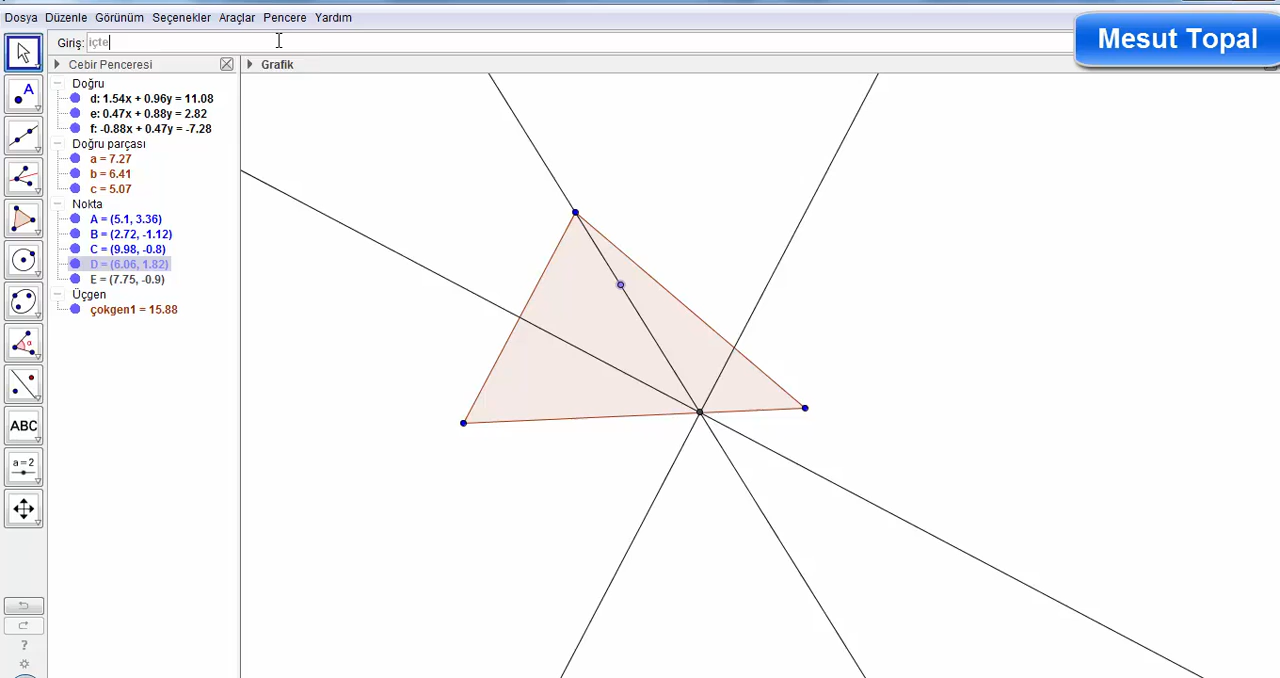 Dosya Düzenle Görünüm Seçenekler Araçlar Pencere Yardım
Mesut Topal
Giriş: içte
Cebir Penceresi
Grafik
Doğru
d: 1.54x + 0.96y = 11.08
e: 0.47x + 0.88y = 2.82
f: -0.88x + 0.47y = -7.28
Doğru parçası
a = 7.27
b = 6.41
c = 5.07
Nokta
A = (5.1, 3.36)
B = (2.72, -1.12)
C = (9.98, -0.8)
D = (6.06, 1.82)
E = (7.75, -0.9)
Üçgen
çokgen1 = 15.88
A
α
ABC
a=2
?